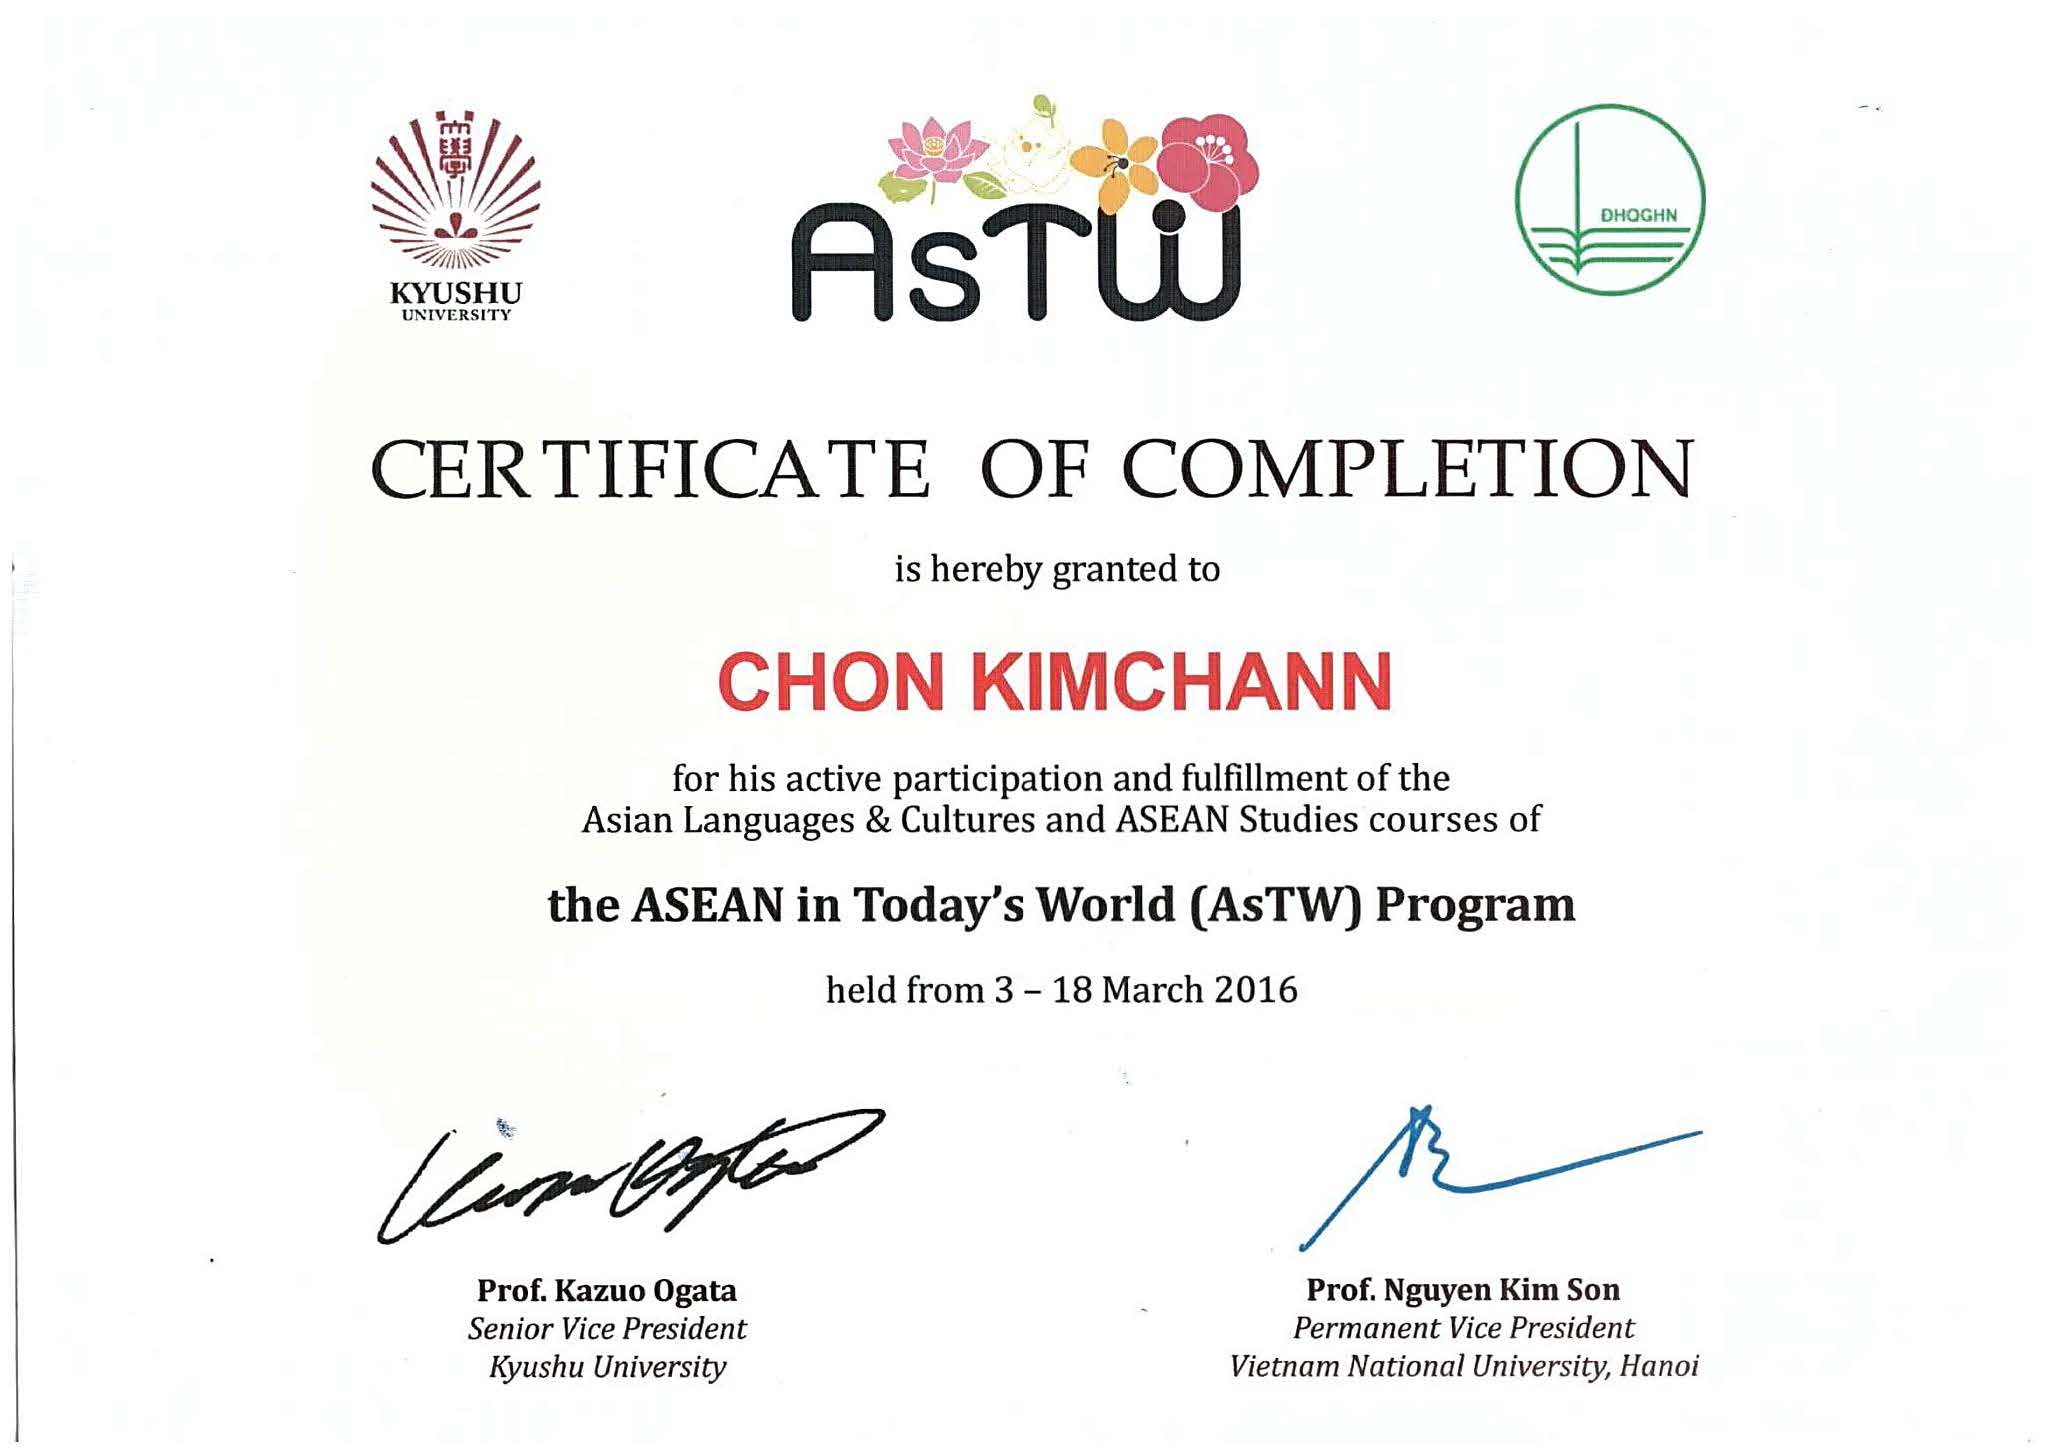 大學
KYUSHU
UNIVERSITY
AsTW
DHQGHN
CERTIFICATE OF COMPLETION
is hereby granted to
CHON KIMCHANN
for his active participation and fulfillment of the
Asian Languages & Cultures and ASEAN Studies courses of
the ASEAN in Today's World (AsTW) Program
held from 3 – 18 March 2016
Prof. Kazuo Ogata
Senior Vice President
Kyushu University
Prof. Nguyen Kim Son
Permanent Vice President
Vietnam National University, Hanoi